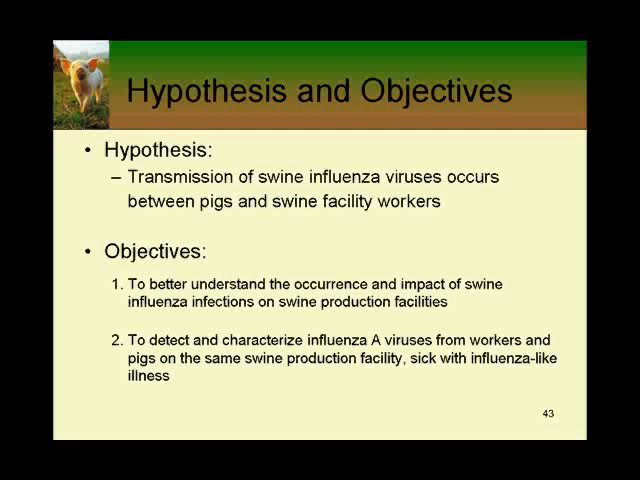 Hypothesis and Objectives
• Hypothesis:
– Transmission of swine influenza viruses occurs
between pigs and swine facility workers
• Objectives:
1. To better understand the occurrence and impact of swine
influenza infections on swine production facilities
2. To detect and characterize influenza A viruses from workers and
pigs on the same swine production facility, sick with influenza-like
illness
43